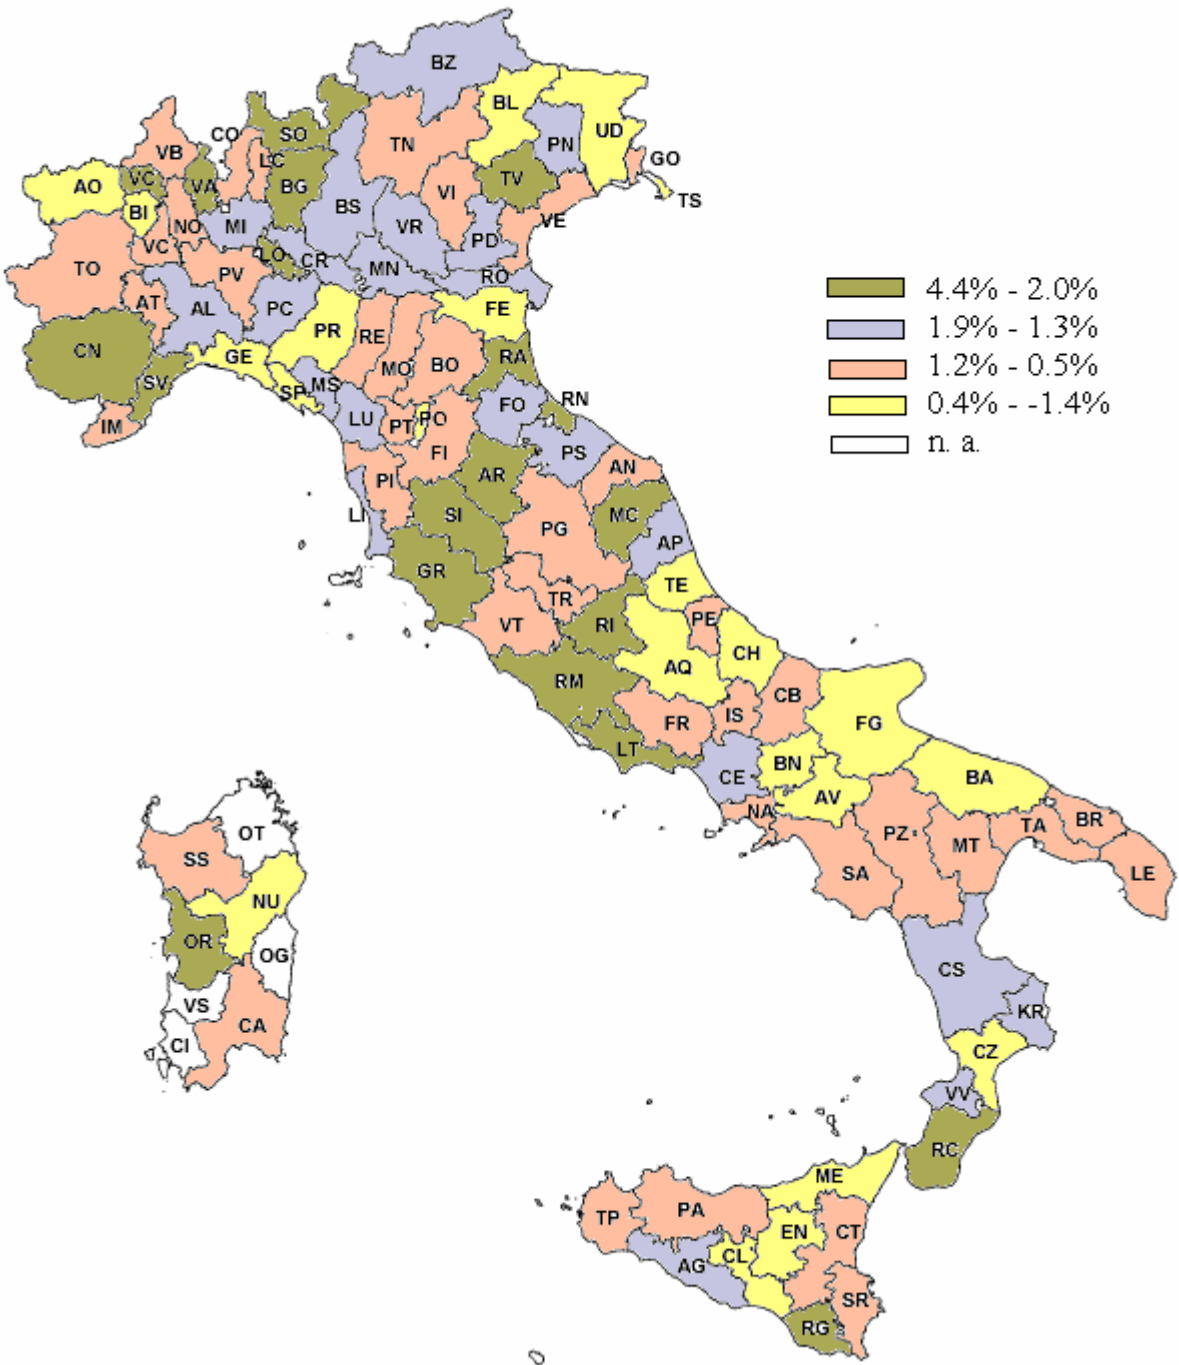 BZ
BL
UD
CO
SO
VB
TN
PN
GO
LC
AO
VC
VA
BG
VI
TV
TS
BI
BS
NO
MI
VR
VE
PD
VC
LO
CR
MN
TO
PV
RO
AT
AL
PC
FE
PR
RE
4.4% - 2.0%
1.9% - 1.3%
1.2% - 0.5%
0.4% - -1.4%
n. a.
CN
GE
MO
BO
RA
SV
SP
MS
RN
IM
LU
PT
PO
FO
FI
PS
AR
AN
PI
LI
SI
MC
PG
AP
GR
TE
TR
VT
RI
PE
CH
AQ
RM
CB
IS
FR
FG
LT
BN
CE
BA
AV
NA
OT
PZ
TA
BR
MT
SS
SA
LE
NU
OR
OG
CS
VS
KR
CA
CI
CZ
VV
RC
ME
PA
TP
EN
CT
CL
AG
SR
RG